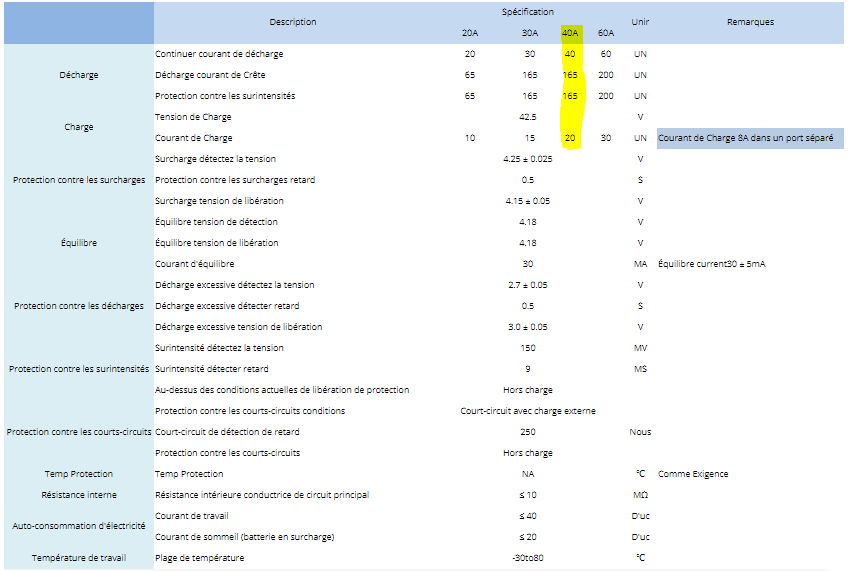 Description Spécification Unir Remarques
20A 30A 40A 60A
Décharge
Continuer courant de décharge 20 30 40 60 UN
Décharge courant de Crête 65 165 165 200 UN
Protection contre les surintensités 65 165 165 200 UN
Charge
Tension de Charge 42.5 V
Courant de Charge 10 15 20 30 UN Courant de Charge 8A dans un port séparé
Protection contre les surcharges
Surcharge détectez la tension 4.25 ± 0.025 V
Protection contre les surcharges retard 0.5 S
Surcharge tension de libération 4.15 ± 0.05 V
Équilibre
Équilibre tension de détection 4.18 V
Équilibre tension de libération 4.18 V
Courant d'équilibre 30 MA Équilibre current30 ± 5mA
Protection contre les décharges
Décharge excessive détectez la tension 2.7 ± 0.05 V
Décharge excessive détecter retard 0.5 S
Décharge excessive tension de libération 3.0 ± 0.05 V
Protection contre les surintensités
Surintensité détectez la tension 150 MV
Surintensité détecter retard 9 MS
Au-dessus des conditions actuelles de libération de protection Hors charge
Protection contre les courts-circuits
Protection contre les courts-circuits conditions Court-circuit avec charge externe
Court-circuit de détection de retard 250 Nous
Protection contre les courts-circuits Hors charge
Temp Protection Temp Protection NA °C Comme Exigence
Résistance interne Résistance intérieure conductrice de circuit principal ≤ 10 MΩ
Auto-consommation d'électricité
Courant de travail ≤ 40 D'uc
Courant de sommeil (batterie en surcharge) ≤ 20 D'uc
Température de travail Plage de température -30to80 °C